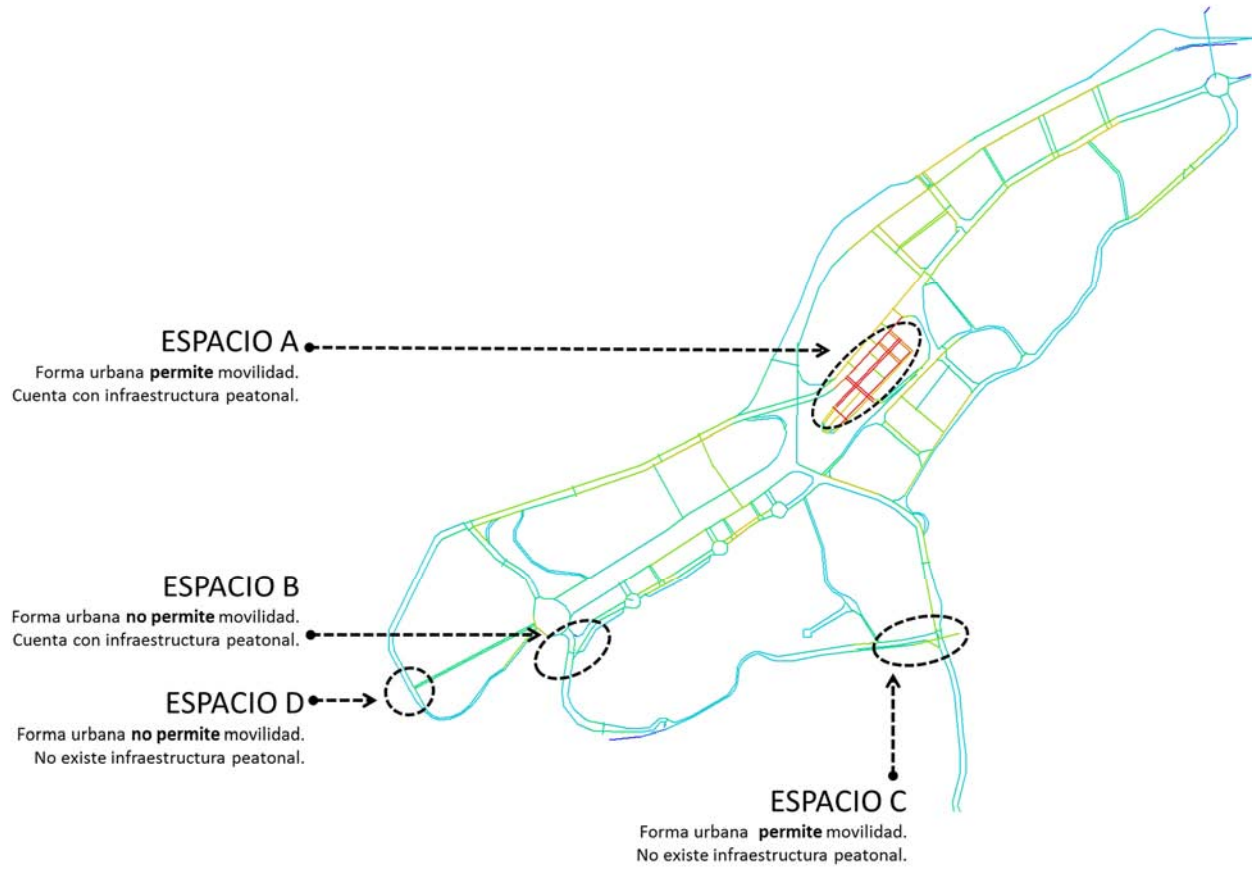 ESPACIO A
Forma urbana permite movilidad.
Cuenta con infraestructura peatonal.
ESPACIO B
Forma urbana no permite movilidad.
Cuenta con infraestructura peatonal.
ESPACIO D
Forma urbana no permite movilidad.
No existe infraestructura peatonal.
ESPACIO C
Forma urbana permite movilidad.
No existe infraestructura peatonal.